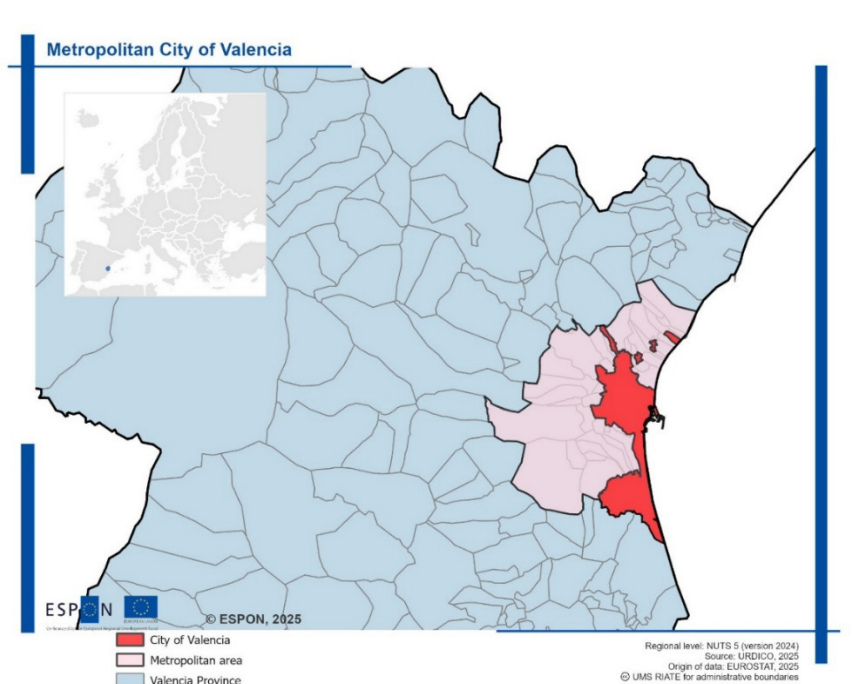 Metropolitan City of Valencia
ESPON
© ESPON, 2025
City of Valencia
Metropolitan area
Valencia Province
Regional level: NUTS 5 (version 2024)
Source: URDICO, 2025
Origin of data: EUROSTAT, 2025
UMS RIATE for administrative boundaries